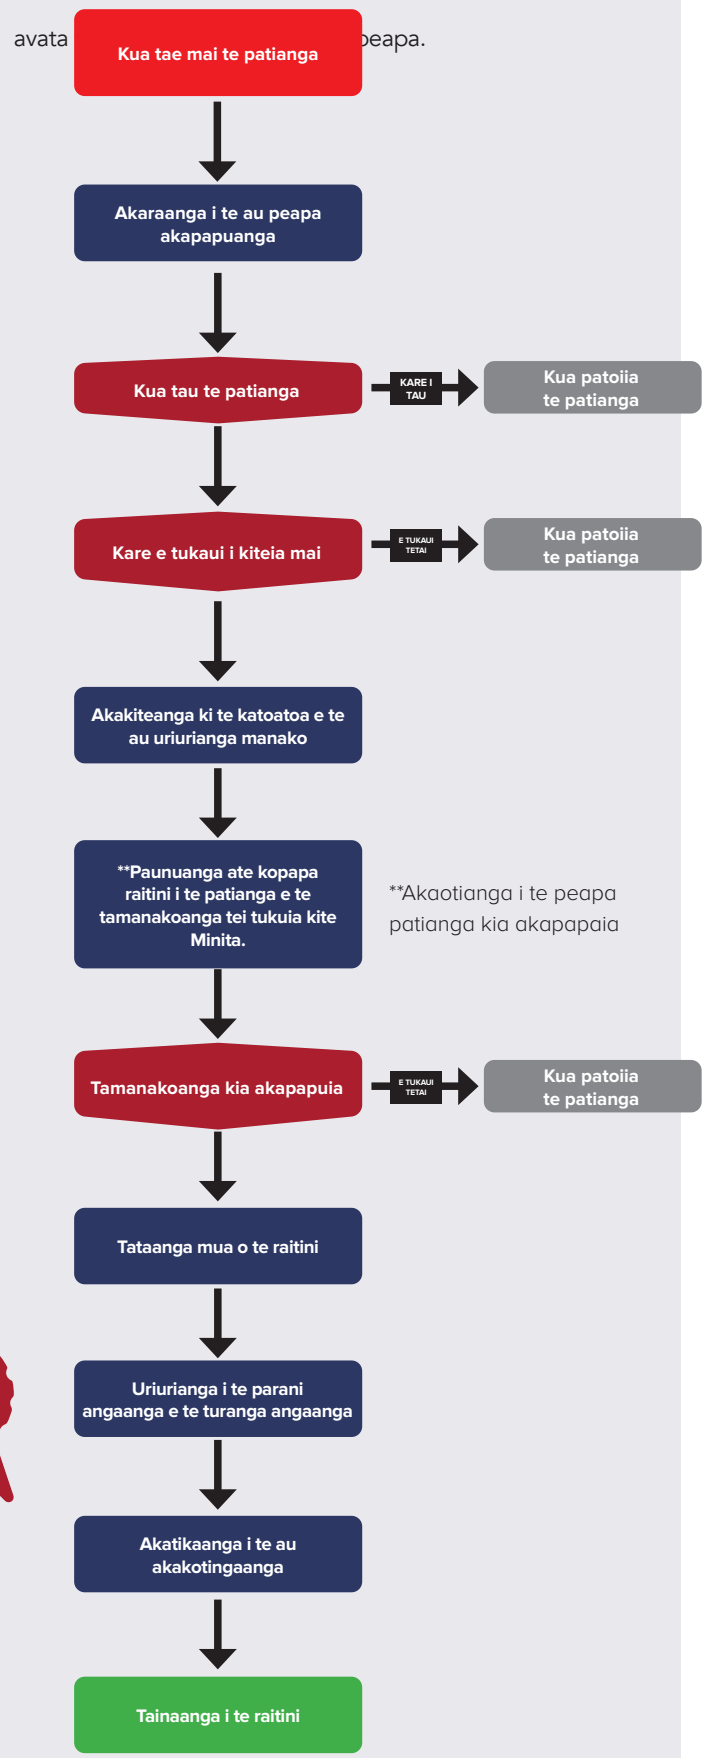 avata
peapa.
Kua tae mai te patianga
Akaraanga i te au peapa
akapapuanga
Kua tau te patianga
KARE I
TAU
Kua patoiia
te patianga
Kare e tukaui i kiteia mai
E TUKAUI
TETAI
Kua patoiia
te patianga
Akakiteanga ki te katoatoa e te
au uriurianga manako
**Paunuanga ate kopapa
raitini i te patianga e te
tamanakoanga tei tukuia kite
Minita.
**Akaotianga i te peapa
patianga kia akapapaia
Tamanakoanga kia akapapuia
E TUKAUI
TETAI
Kua patoiia
te patianga
Tataanga mua o te raitini
Uriurianga i te parani
angaanga e te turanga angaanga
Akatikaanga i te au
akakotingaanga
Tainaanga i te raitini